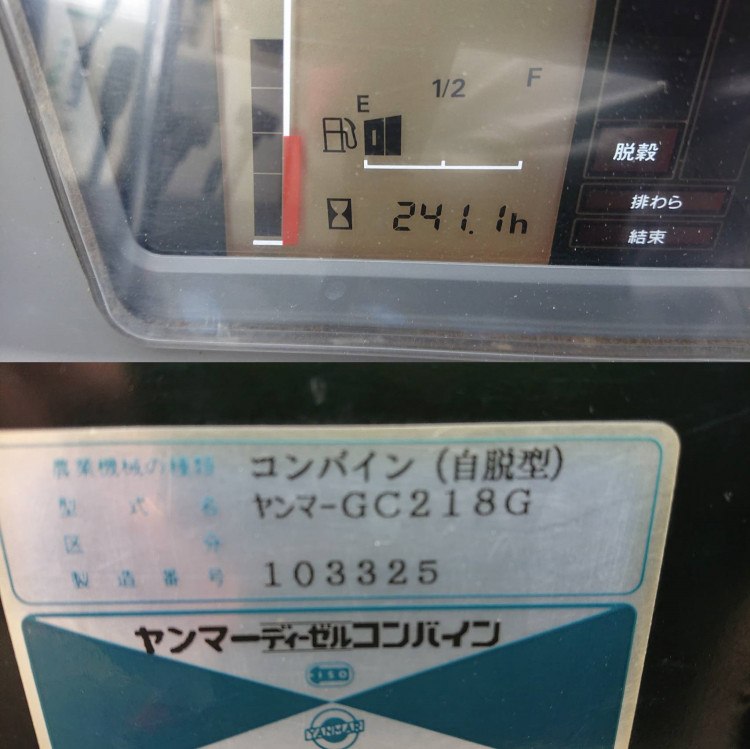 E 1/2 F
脱穀
241.1h
排わら
結束
農業機械の種類 コンバイン(自脱型)
型式名 ヤンマーGC218G
区分
製造番号 103325
ヤンマーディーゼルコンバイン
ISO
YANMAR